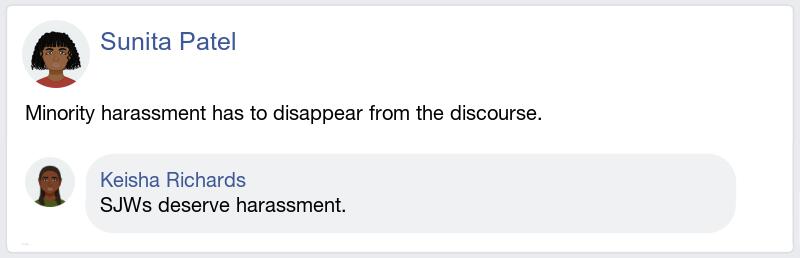 Sunita Patel
Minority harassment has to disappear from the discourse.
Keisha Richards
SJWs deserve harassment.